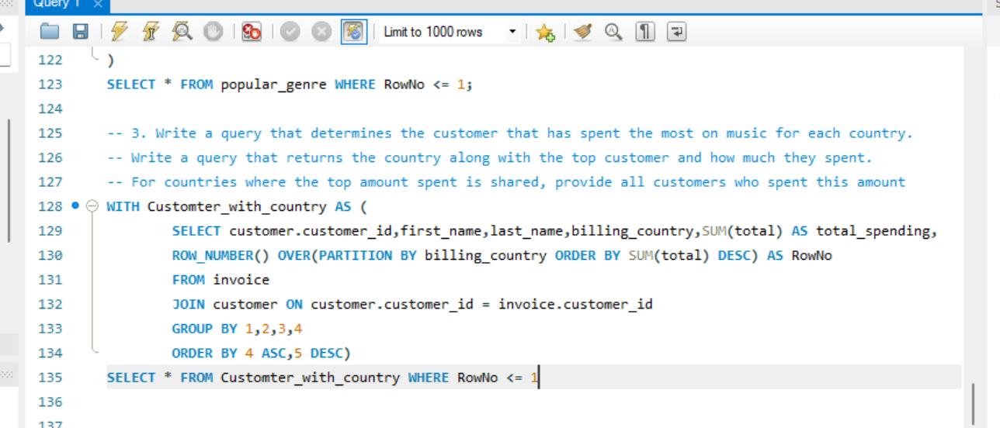 Query 1
Limit to 1000 rows
122 )
123 SELECT * FROM popular_genre WHERE RowNo <= 1;
124
125 -- 3. Write a query that determines the customer that has spent the most on music for each country.
126 -- Write a query that returns the country along with the top customer and how much they spent.
127 -- For countries where the top amount spent is shared, provide all customers who spent this amount
128 WITH Customter_with_country AS (
129 SELECT customer.customer_id,first_name,last_name,billing_country,SUM(total) AS total_spending,
130 ROW_NUMBER() OVER(PARTITION BY billing_country ORDER BY SUM(total) DESC) AS RowNo
131 FROM invoice
132 JOIN customer ON customer.customer_id = invoice.customer_id
133 GROUP BY 1,2,3,4
134 ORDER BY 4 ASC,5 DESC)
135 SELECT * FROM Customter_with_country WHERE RowNo <= 1
136
137